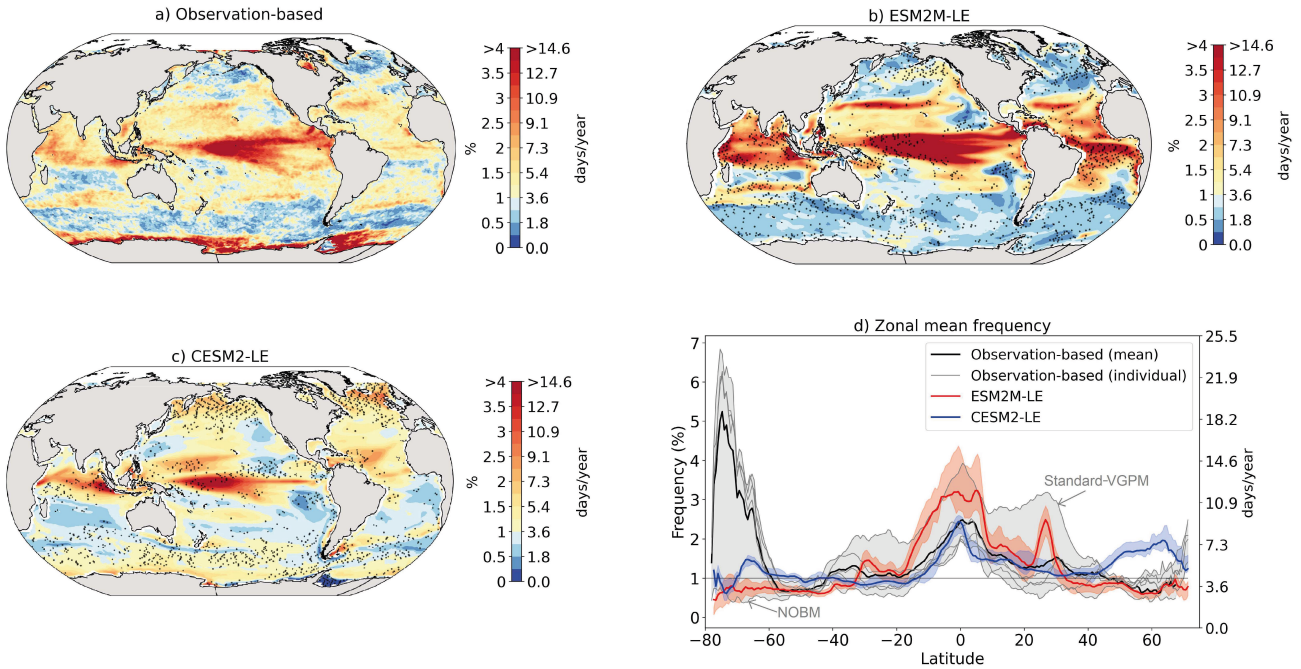 a) Observation-based
>4 >14.6
3.5 12.7
3 10.9
2.5 9.1
2 7.3
1.5 5.4
1 3.6
0.5 1.8
0 0.0
%
days/year
b) ESM2M-LE
>4 >14.6
3.5 12.7
3 10.9
2.5 9.1
2 7.3
1.5 5.4
1 3.6
0.5 1.8
0 0.0
%
days/year
c) CESM2-LE
>4 >14.6
3.5 12.7
3 10.9
2.5 9.1
2 7.3
1.5 5.4
1 3.6
0.5 1.8
0 0.0
%
days/year
d) Zonal mean frequency
Observation-based (mean)
Observation-based (individual)
ESM2M-LE
CESM2-LE
Standard-VGPM
NOBM
Frequency (%)
7
6
5
4
3
2
1
0
25.5
21.9
18.2
14.6
10.9
7.3
3.6
0.0
days/year
−80 −60 −40 −20 0 20 40 60
Latitude